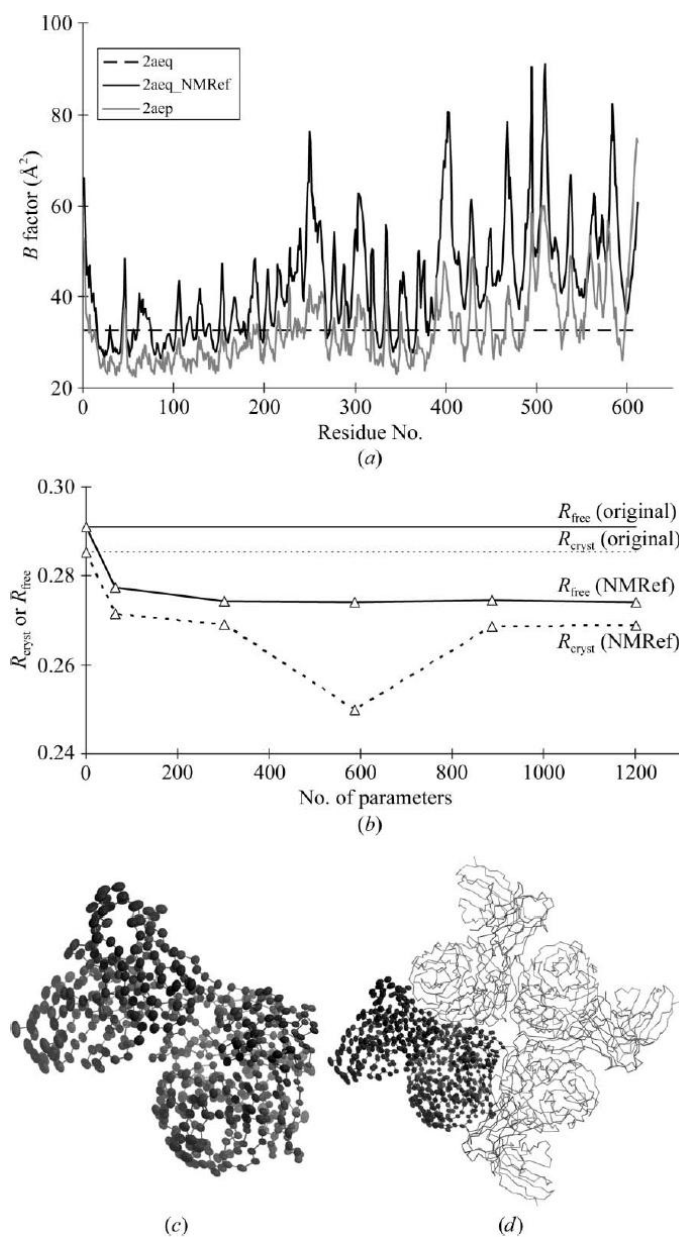 100
80
60
40
20
B factor (Å²)
2aeq
2aeq_NMRef
2aep
0 100 200 300 400 500 600
Residue No.
(a)
0.30
0.28
0.26
0.24
R_cryst or R_free
R_free (original)
R_cryst (original)
R_free (NMRef)
R_cryst (NMRef)
0 200 400 600 800 1000 1200
No. of parameters
(b)
(c) (d)